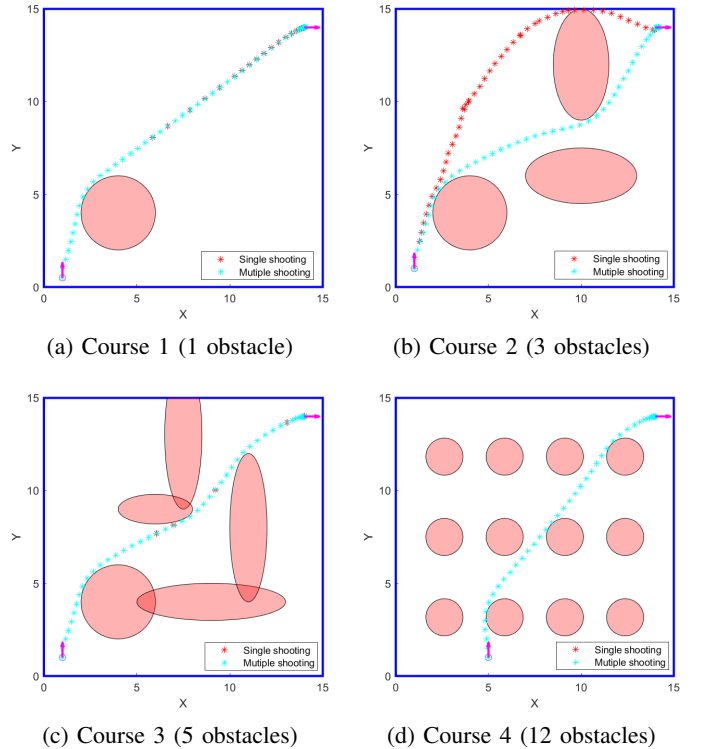 15
10
5
0
Y
Single shooting
Mutiple shooting
0 5 10 15
X
(a) Course 1 (1 obstacle)
15
10
5
0
Y
Single shooting
Mutiple shooting
0 5 10 15
X
(b) Course 2 (3 obstacles)
15
10
5
0
Y
Single shooting
Mutiple shooting
0 5 10 15
X
(c) Course 3 (5 obstacles)
15
10
5
0
Y
Single shooting
Mutiple shooting
0 5 10 15
X
(d) Course 4 (12 obstacles)